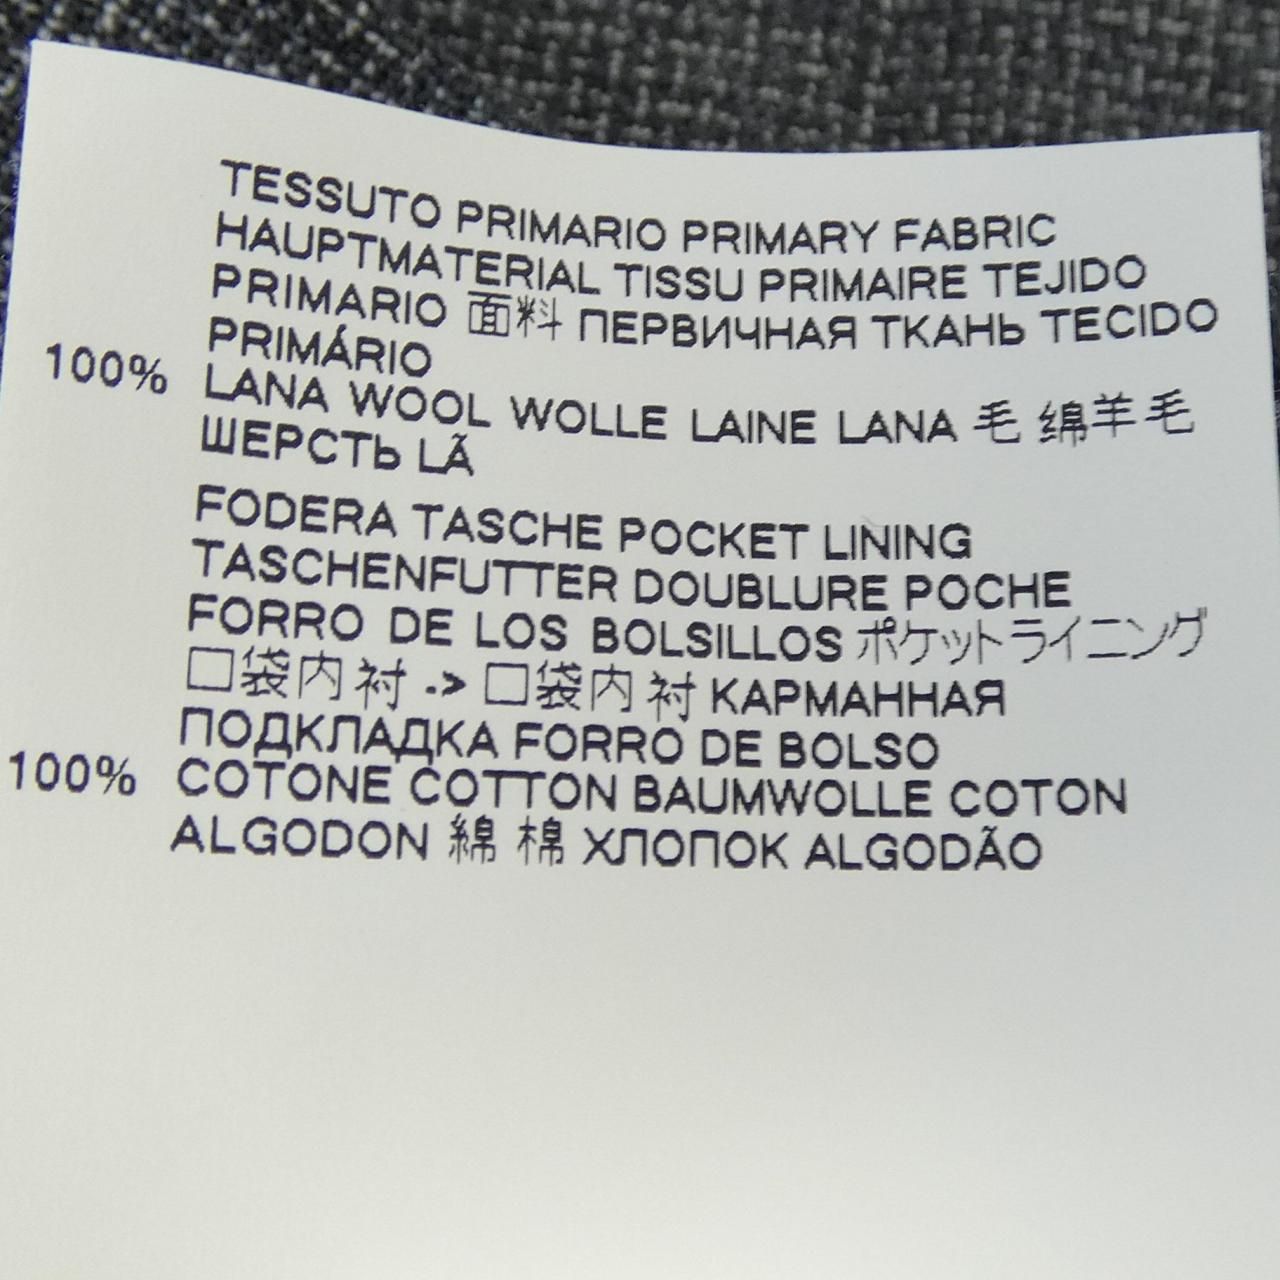 TESSUTO PRIMARIO PRIMARY FABRIC
HAUPTMATERIAL TISSU PRIMAIRE TEJIDO
PRIMARIO 面料 ПЕРВИЧНАЯ ТКАНЬ TECIDO
PRIMÁRIO
100% LANA WOOL WOLLE LAINE LANA 毛 绵羊毛
ШЕРСТЬ LÃ
FODERA TASCHE POCKET LINING
TASCHENFUTTER DOUBLURE POCHE
FORRO DE LOS BOLSILLOS ポケットライニング
口袋内衬 -> 口袋内衬 КАРМАННАЯ
ПОДКЛАДКА FORRO DE BOLSO
100% COTONE COTTON BAUMWOLLE COTON
ALGODON 綿 棉 ХЛОПОК ALGODÃO